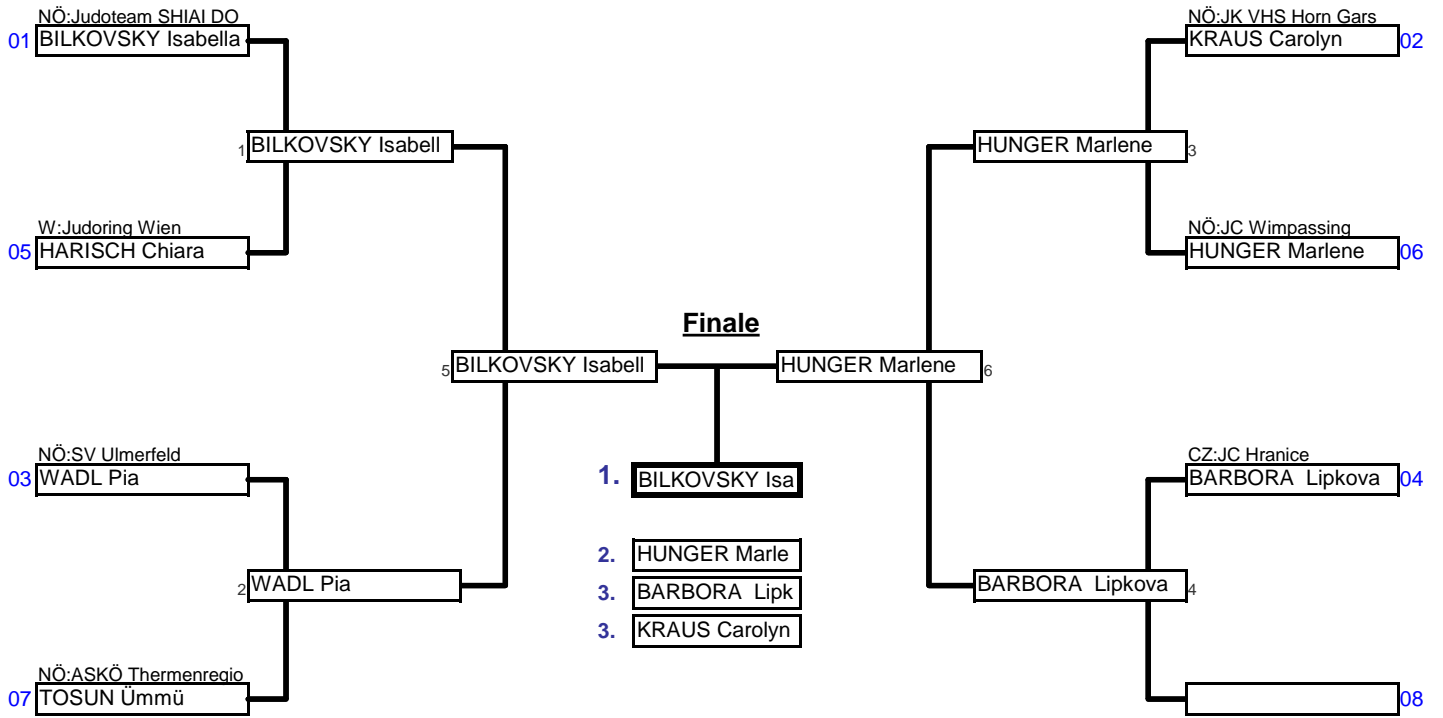 NÖ:Judoteam SHIAI DO
01 BILKOVSKY Isabella
NÖ:JK VHS Horn Gars
KRAUS Carolyn 02
1 BILKOVSKY Isabell
HUNGER Marlene 3
W:Judoring Wien
05 HARISCH Chiara
NÖ:JC Wimpassing
HUNGER Marlene 06
Finale
5 BILKOVSKY Isabell
HUNGER Marlene 6
NÖ:SV Ulmerfeld
03 WADL Pia
1. BILKOVSKY Isa
CZ:JC Hranice
BARBORA  Lipkova 04
2. HUNGER Marle
2 WADL Pia
3. BARBORA  Lipk
BARBORA  Lipkova 4
3. KRAUS Carolyn
NÖ:ASKÖ Thermenregio
07 TOSUN Ümmü
08